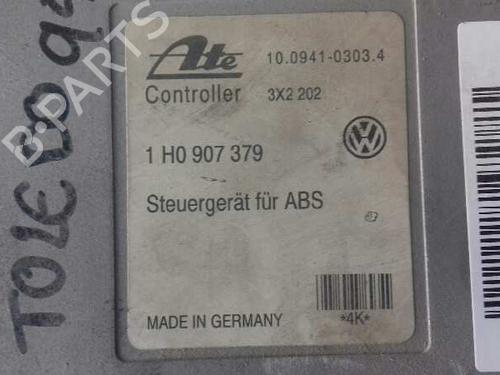 Ate 10.0941-0303.4
Controller 3X2 202
1 H0 907 379
Steuergerät für ABS
MADE IN GERMANY *4K*
TOLEDO
B-PARTS